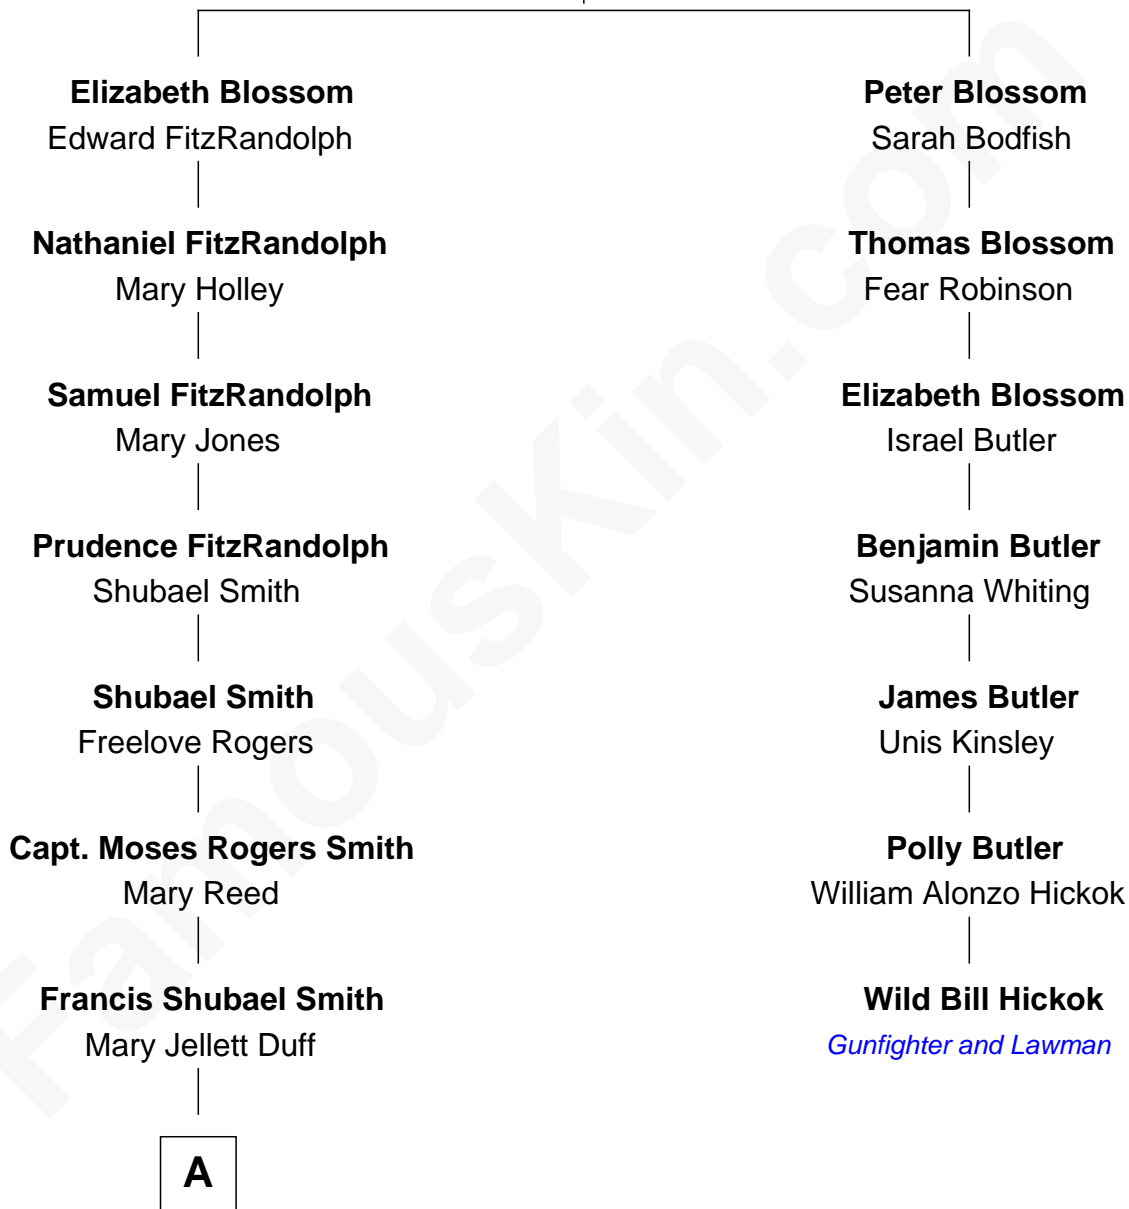 Elizabeth Blossom
Edward FitzRandolph
Peter Blossom
Sarah Bodfish
Nathaniel FitzRandolph
Mary Holley
Thomas Blossom
Fear Robinson
Samuel FitzRandolph
Mary Jones
Elizabeth Blossom
Israel Butler
Prudence FitzRandolph
Shubael Smith
Benjamin Butler
Susanna Whiting
Shubael Smith
Freelove Rogers
James Butler
Unis Kinsley
Capt. Moses Rogers Smith
Mary Reed
Polly Butler
William Alonzo Hickok
Francis Shubael Smith
Mary Jellett Duff
Wild Bill Hickok
Gunfighter and Lawman
A
FamousKin.com